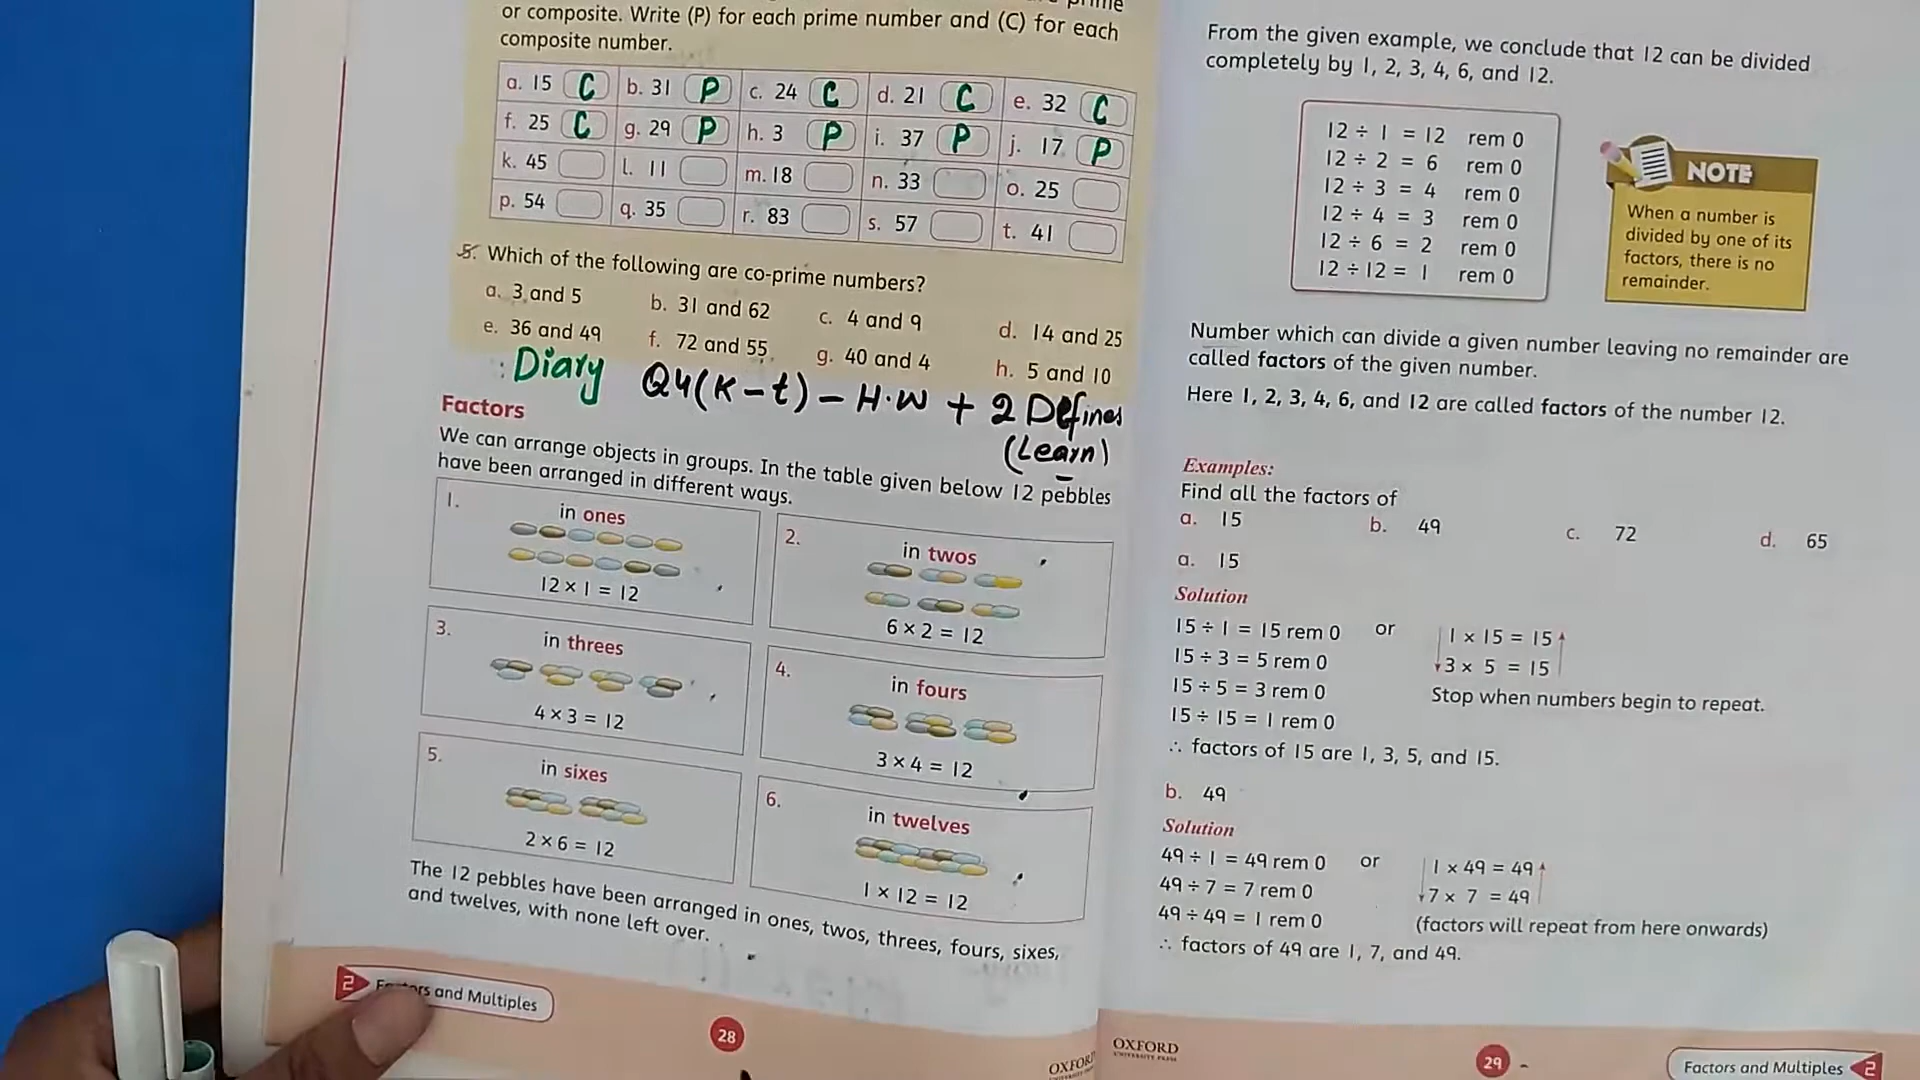 prime
or composite. Write (P) for each prime number and (C) for each
composite number.
a. 15 C b. 31 P c. 24 C d. 21 C e. 32 C
f. 25 C g. 29 P h. 3 P i. 37 P j. 17 P
k. 45 l. 11 m. 18 n. 33 o. 25
p. 54 q. 35 r. 83 s. 57 t. 41
5. Which of the following are co-prime numbers?
a. 3 and 5 b. 31 and 62 c. 4 and 9 d. 14 and 25
e. 36 and 49 f. 72 and 55 g. 40 and 4 h. 5 and 10
Diary Q4(K-t) - H.W + 2 Defines
(Learn)
Factors
We can arrange objects in groups. In the table given below 12 pebbles
have been arranged in different ways.
1. in ones
12 × 1 = 12
2. in twos
6 × 2 = 12
3. in threes
4 × 3 = 12
4. in fours
3 × 4 = 12
5. in sixes
2 × 6 = 12
6. in twelves
1 × 12 = 12
The 12 pebbles have been arranged in ones, twos, threes, fours, sixes,
and twelves, with none left over.
2 Factors and Multiples
28
OXFORD
From the given example, we conclude that 12 can be divided
completely by 1, 2, 3, 4, 6, and 12.
12 ÷ 1 = 12 rem 0
12 ÷ 2 = 6 rem 0
12 ÷ 3 = 4 rem 0
12 ÷ 4 = 3 rem 0
12 ÷ 6 = 2 rem 0
12 ÷ 12 = 1 rem 0
NOTE
When a number is
divided by one of its
factors, there is no
remainder.
Number which can divide a given number leaving no remainder are
called factors of the given number.
Here 1, 2, 3, 4, 6, and 12 are called factors of the number 12.
Examples:
Find all the factors of
a. 15 b. 49 c. 72 d. 65
a. 15
Solution
15 ÷ 1 = 15 rem 0 or 1 × 15 = 15
15 ÷ 3 = 5 rem 0 3 × 5 = 15
15 ÷ 5 = 3 rem 0 Stop when numbers begin to repeat.
15 ÷ 15 = 1 rem 0
∴ factors of 15 are 1, 3, 5, and 15.
b. 49
Solution
49 ÷ 1 = 49 rem 0 or 1 × 49 = 49
49 ÷ 7 = 7 rem 0 7 × 7 = 49
49 ÷ 49 = 1 rem 0 (factors will repeat from here onwards)
∴ factors of 49 are 1, 7, and 49.
OXFORD
UNIVERSITY PRESS
29
Factors and Multiples 2